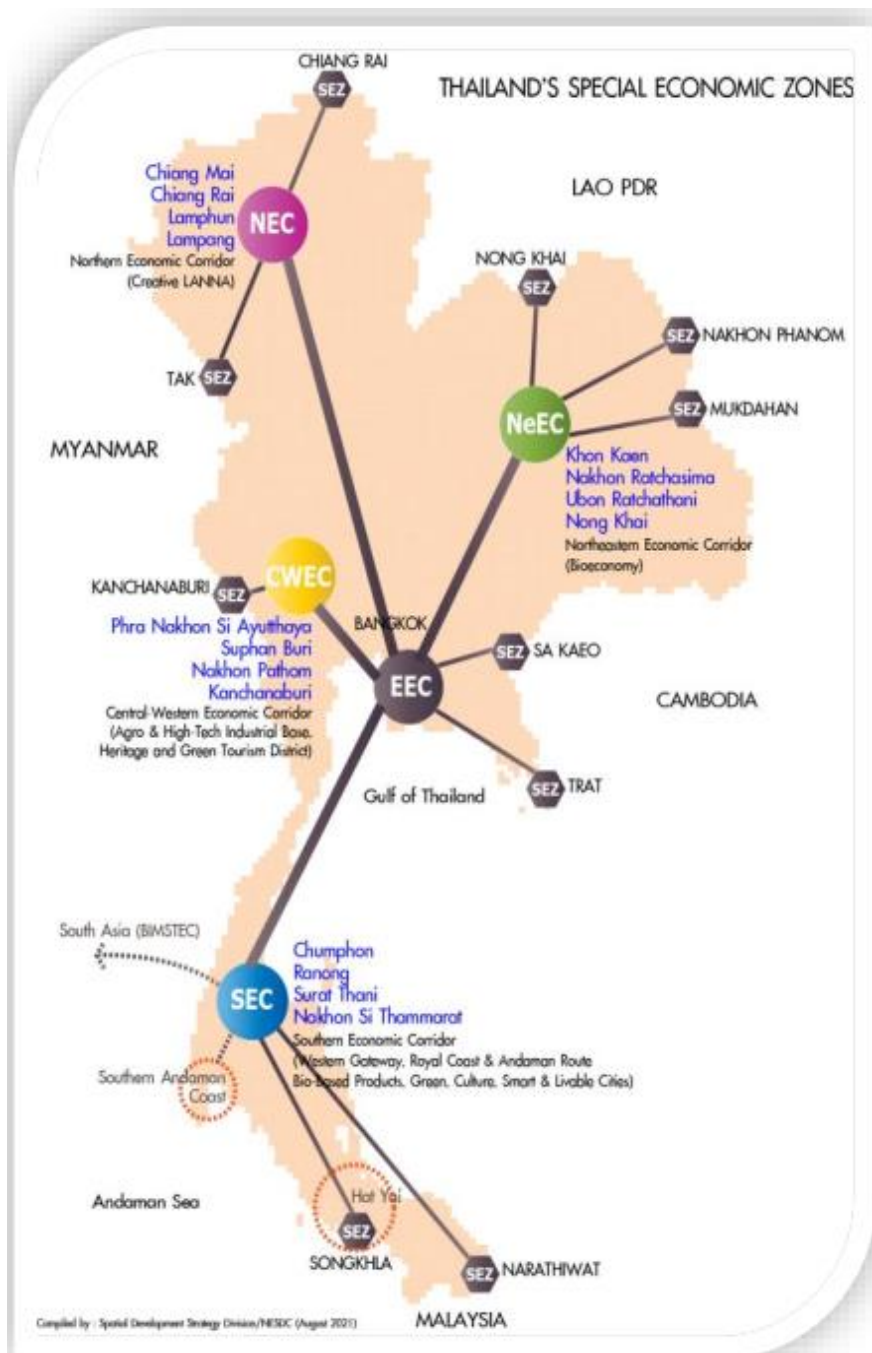 THAILAND'S SPECIAL ECONOMIC ZONES
CHIANG RAI
SEZ
Chiang Mai
Chiang Rai
Lamphun
Lampang
NEC
Northern Economic Corridor
(Creative LANNA)
LAO PDR
NONG KHAI
SEZ
SEZ NAKHON PHANOM
TAK SEZ
SEZ MUKDAHAN
NeEC
MYANMAR
Khon Kaen
Nakhon Ratchasima
Ubon Ratchathani
Nong Khai
Northeastern Economic Corridor
(Bioeconomy)
CWEC
KANCHANABURI SEZ
Phra Nakhon Si Ayutthaya
Suphan Buri
Nakhon Pathom
Kanchanaburi
Central-Western Economic Corridor
(Agro & High-Tech Industrial Base,
Heritage and Green Tourism District)
BANGKOK
EEC
SEZ SA KAEO
CAMBODIA
SEZ TRAT
Gulf of Thailand
South Asia (BIMSTEC)
SEC
Chumphon
Ranong
Surat Thani
Nakhon Si Thammarat
Southern Economic Corridor
(Western Gateway, Royal Coast & Andaman Route
Bio-Based Products, Green, Culture, Smart & Livable Cities)
Southern Andaman
Coast
Andaman Sea
Hat Yai
SEZ
SONGKHLA
SEZ NARATHIWAT
MALAYSIA
Compiled by : Spatial Development Strategy Division/NESDC (August 2021)